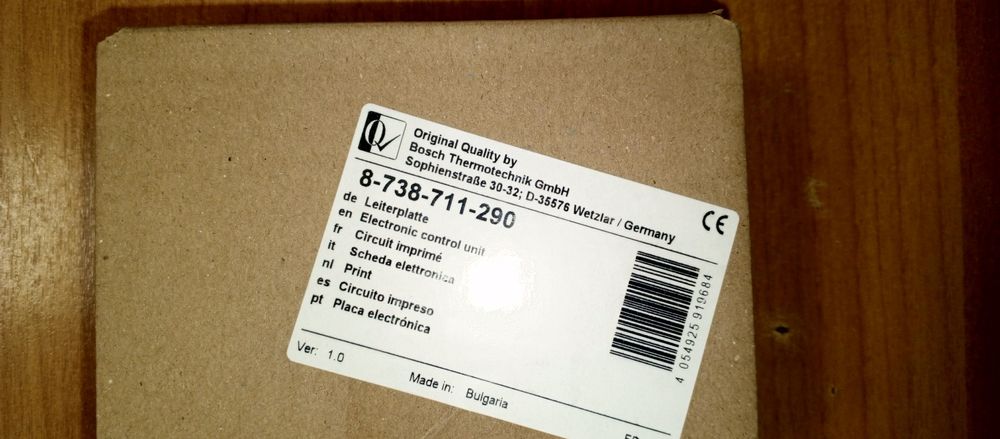 Q
Original Quality by
Bosch Thermotechnik GmbH
Sophienstraße 30-32; D-35576 Wetzlar / Germany
CE
8-738-711-290
de Leiterplatte
en Electronic control unit
fr Circuit imprimé
it Scheda elettronica
nl Print
es Circuito impreso
pt Placa electrónica
4 054925 919684
Ver: 1.0
Made in: Bulgaria